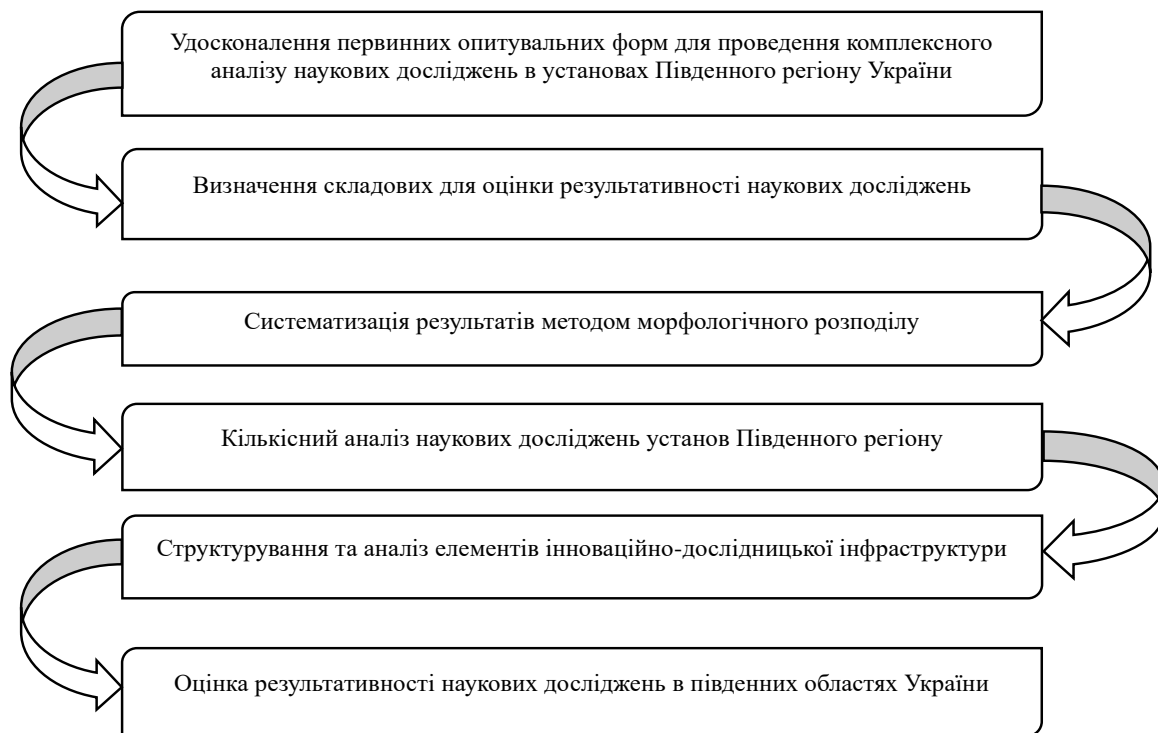 Удосконалення первинних опитувальних форм для проведення комплексного
аналізу наукових досліджень в установах Південного регіону України
Визначення складових для оцінки результативності наукових досліджень
Систематизація результатів методом морфологічного розподілу
Кількісний аналіз наукових досліджень установ Південного регіону
Структурування та аналіз елементів інноваційно-дослідницької інфраструктури
Оцінка результативності наукових досліджень в південних областях України